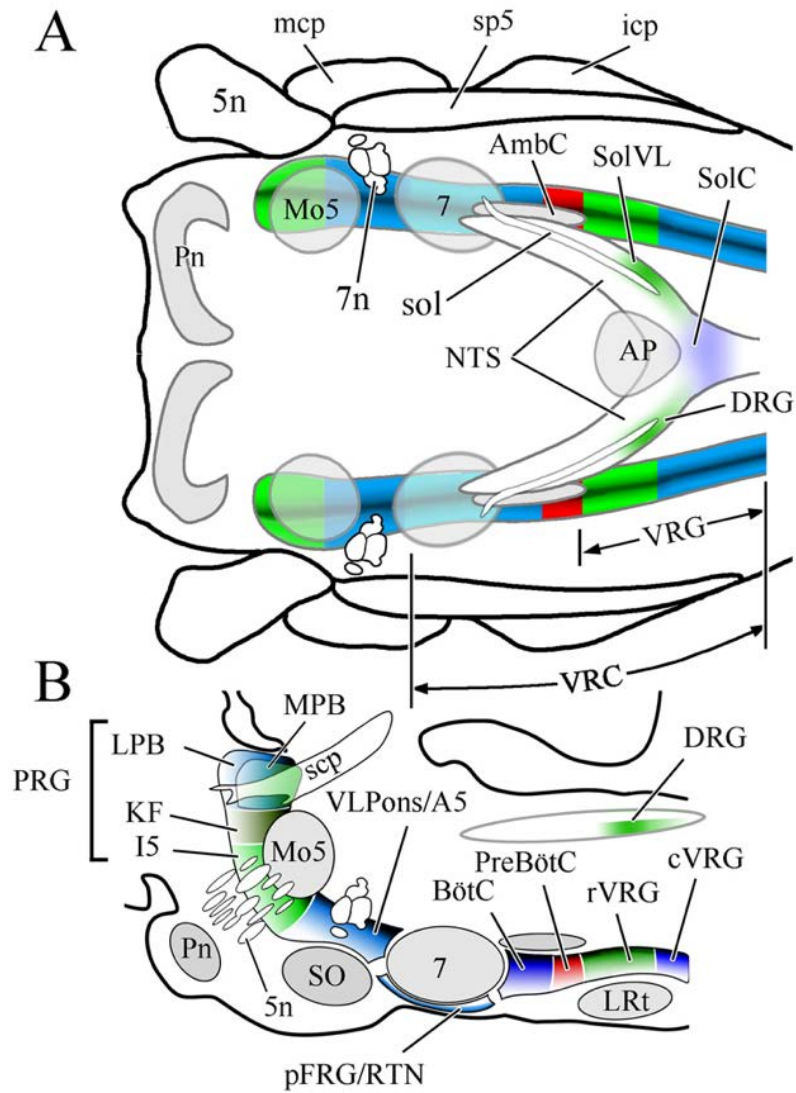 A
mcp
sp5
icp
5n
AmbC
SolVL
SolC
Mo5
7
Pn
7n
sol
NTS
AP
DRG
VRG
VRC
B
MPB
LPB
DRG
scp
PRG
VLPons/A5
KF
cVRG
PreBötC
I5
Mo5
BötC
rVRG
Pn
SO
7
5n
LRt
pFRG/RTN